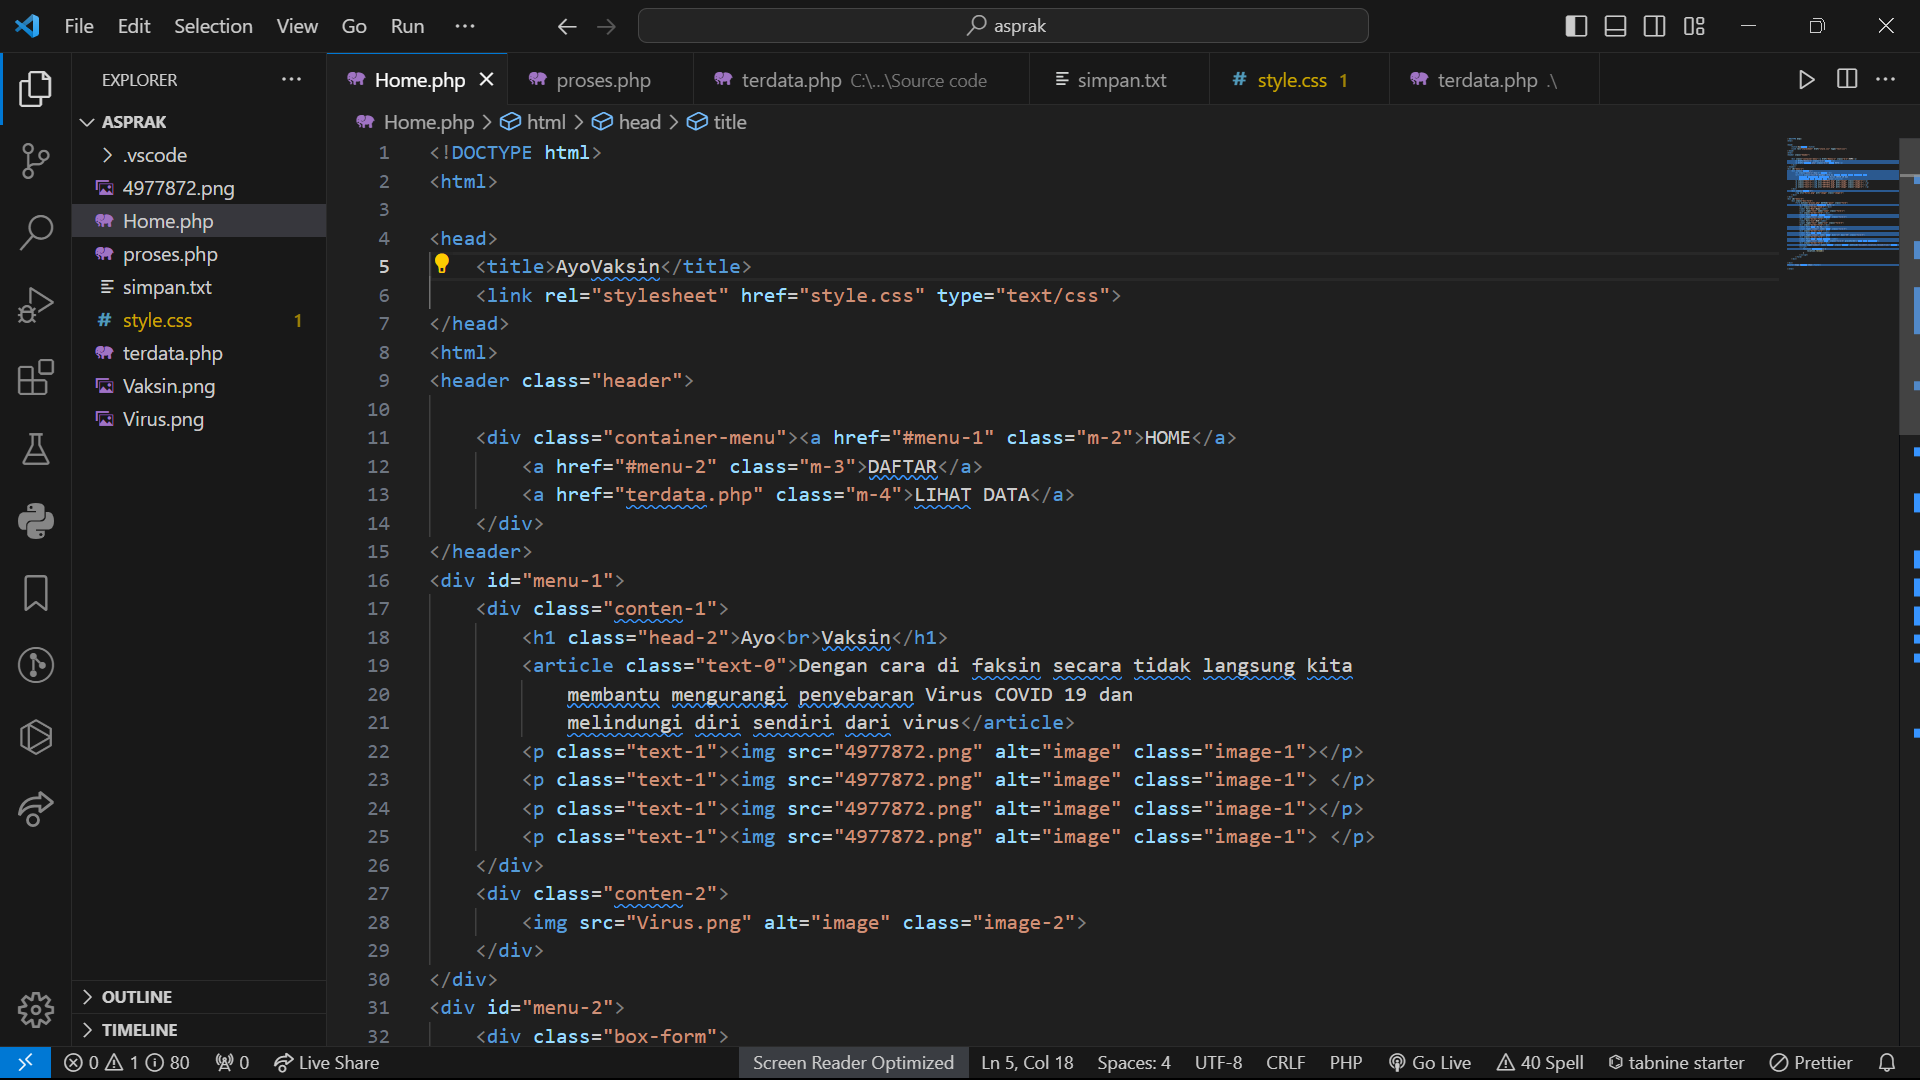 File Edit Selection View Go Run ··· asprak
EXPLORER ···
ASPRAK
.vscode
4977872.png
Home.php
proses.php
simpan.txt
style.css 1
terdata.php
Vaksin.png
Virus.png
OUTLINE
TIMELINE
Home.php proses.php terdata.php C:\...\Source code simpan.txt style.css 1 terdata.php .\
Home.php > html > head > title
1 <!DOCTYPE html>
2 <html>
3
4 <head>
5 <title>AyoVaksin</title>
6 <link rel="stylesheet" href="style.css" type="text/css">
7 </head>
8 <html>
9 <header class="header">
10
11 <div class="container-menu"><a href="#menu-1" class="m-2">HOME</a>
12 <a href="#menu-2" class="m-3">DAFTAR</a>
13 <a href="terdata.php" class="m-4">LIHAT DATA</a>
14 </div>
15 </header>
16 <div id="menu-1">
17 <div class="conten-1">
18 <h1 class="head-2">Ayo<br>Vaksin</h1>
19 <article class="text-0">Dengan cara di faksin secara tidak langsung kita
20 membantu mengurangi penyebaran Virus COVID 19 dan
21 melindungi diri sendiri dari virus</article>
22 <p class="text-1"><img src="4977872.png" alt="image" class="image-1"></p>
23 <p class="text-1"><img src="4977872.png" alt="image" class="image-1"> </p>
24 <p class="text-1"><img src="4977872.png" alt="image" class="image-1"></p>
25 <p class="text-1"><img src="4977872.png" alt="image" class="image-1"> </p>
26 </div>
27 <div class="conten-2">
28 <img src="Virus.png" alt="image" class="image-2">
29 </div>
30 </div>
31 <div id="menu-2">
32 <div class="box-form">
0 1 80 0 Live Share Screen Reader Optimized Ln 5, Col 18 Spaces: 4 UTF-8 CRLF PHP Go Live 40 Spell tabnine starter Prettier